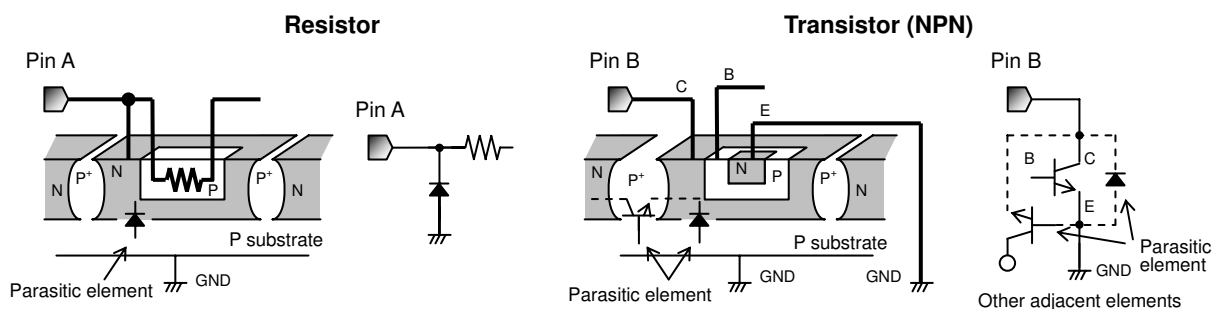 Resistor
Transistor (NPN)
Pin A
Pin A
N
P+
N
P
P+
N
P substrate
GND
Parasitic element
Pin B
C
B
E
N
P+
N
N
P
P+
N
P substrate
GND
GND
Parasitic element
Pin B
B
C
E
GND
Parasitic
element
Other adjacent elements